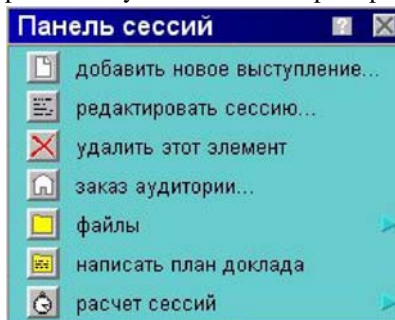 Панель сессий ?
добавить новое выступление...
редактировать сессию...
удалить этот элемент
заказ аудитории...
файлы
написать план доклада
расчет сессий